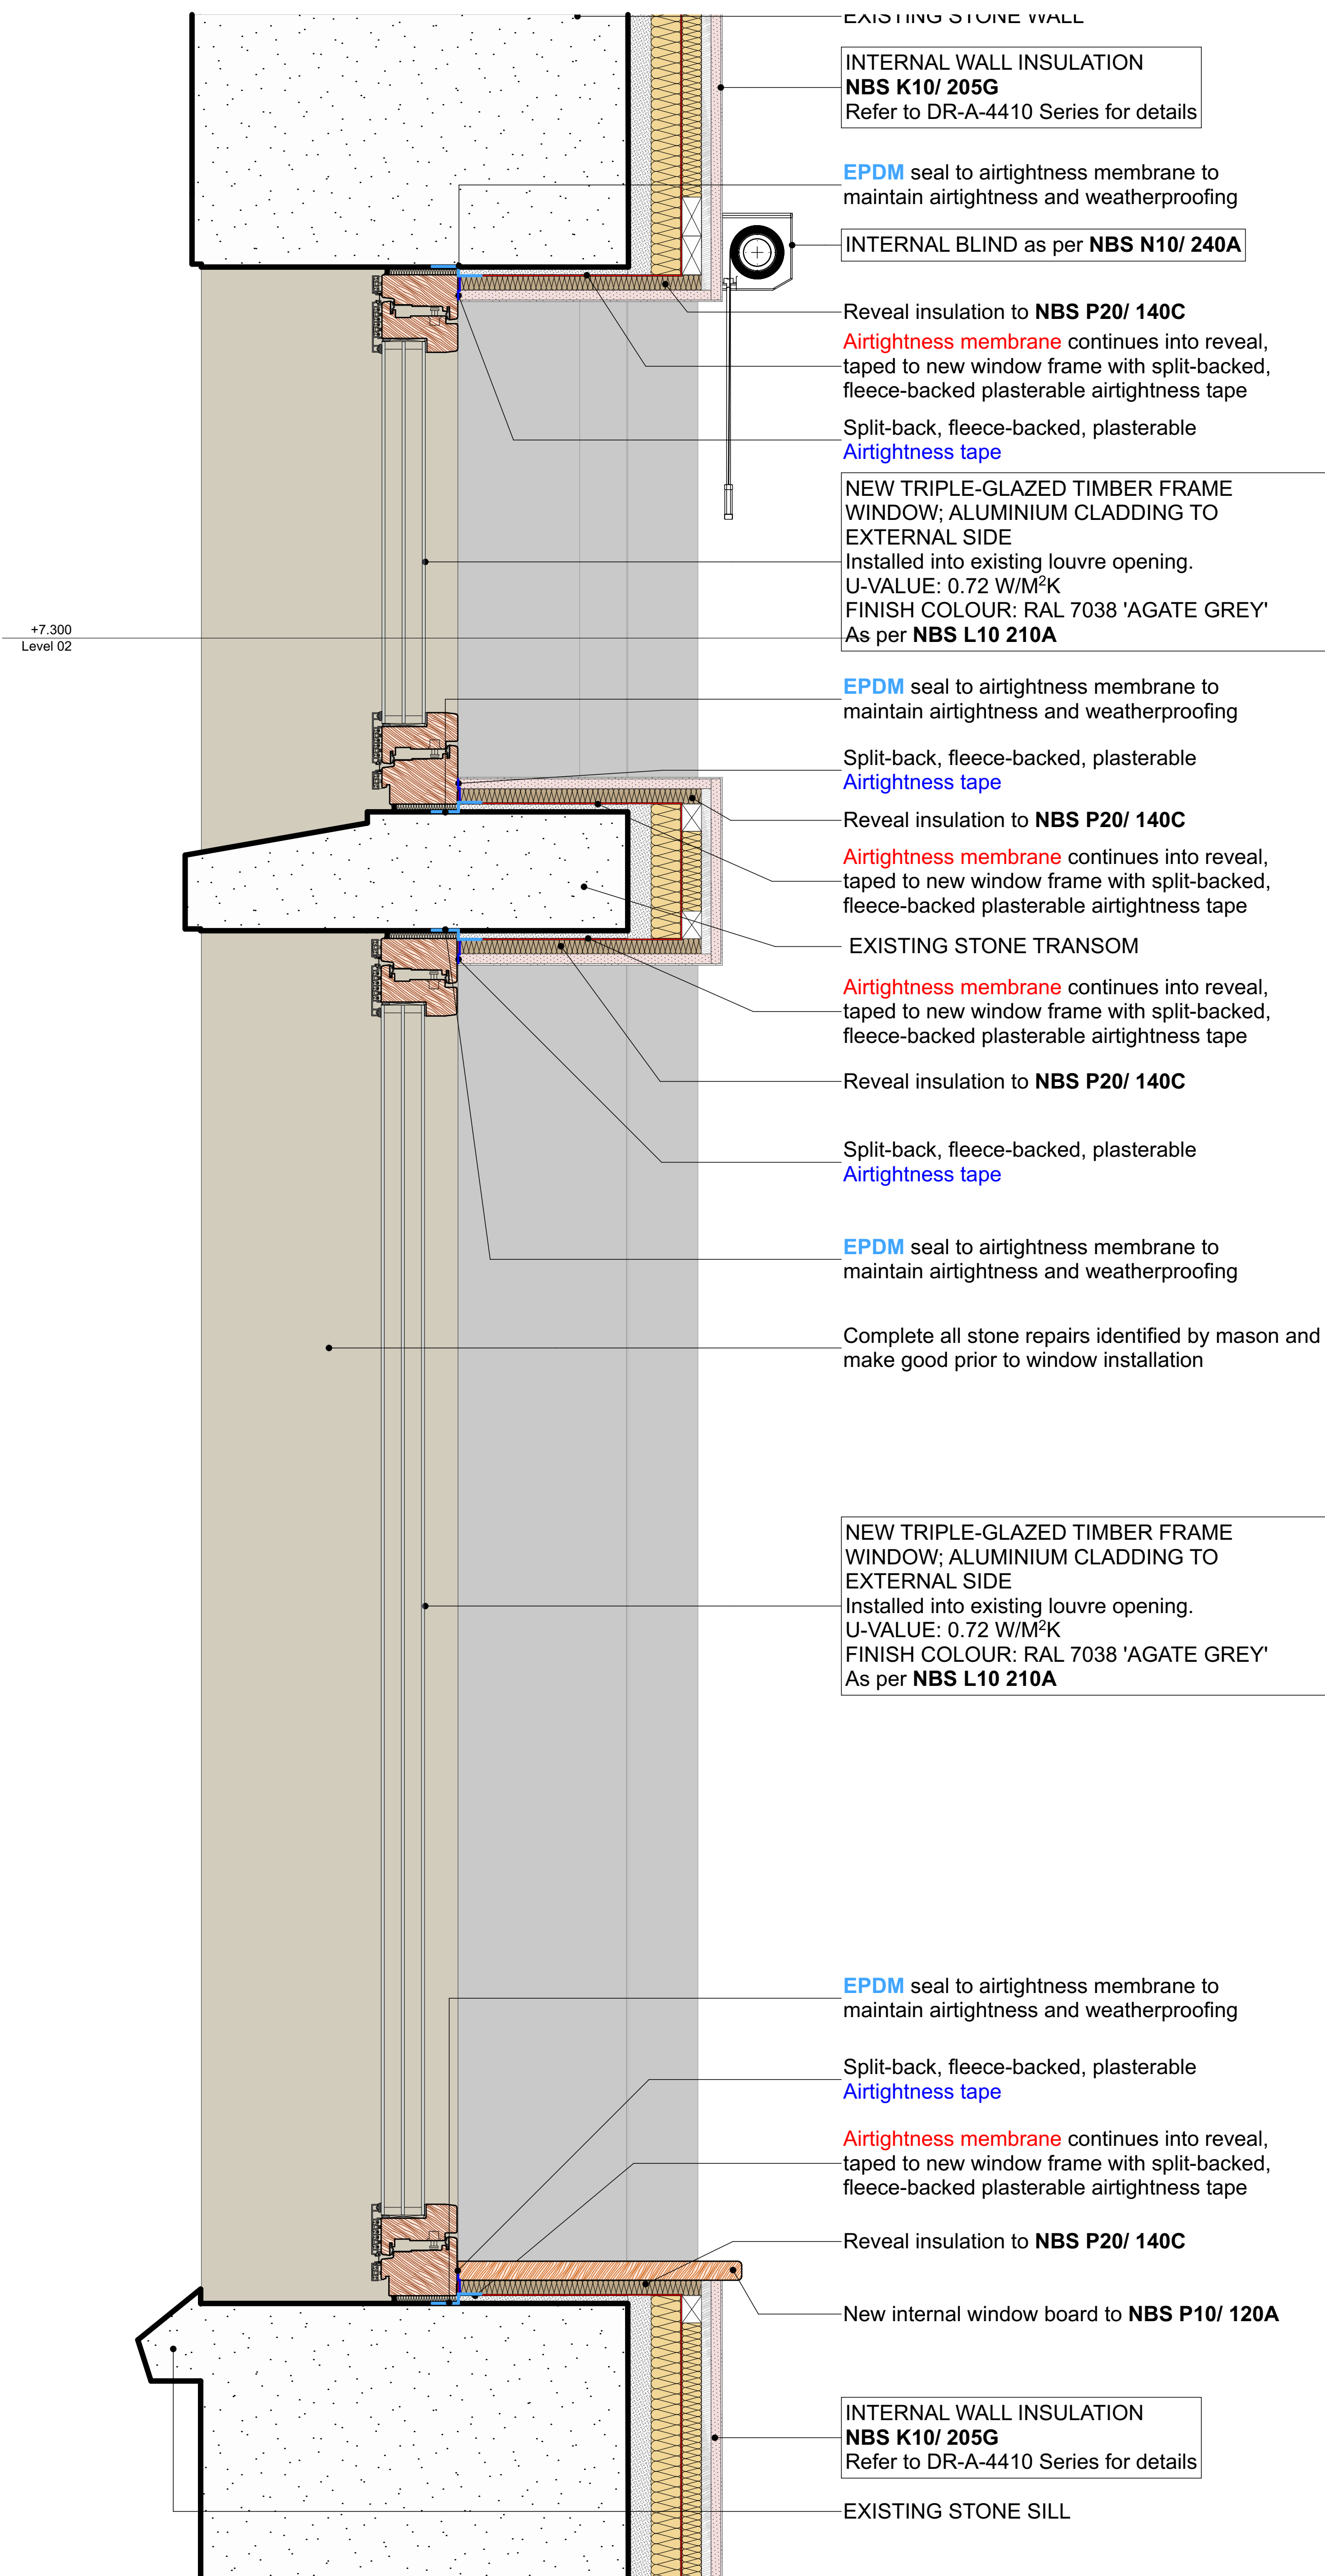 EXISTING STONE WALL
INTERNAL WALL INSULATION
NBS K10/ 205G
Refer to DR-A-4410 Series for details
EPDM seal to airtightness membrane to
maintain airtightness and weatherproofing
INTERNAL BLIND as per NBS N10/ 240A
Reveal insulation to NBS P20/ 140C
Airtightness membrane continues into reveal,
taped to new window frame with split-backed,
fleece-backed plasterable airtightness tape
Split-back, fleece-backed, plasterable
Airtightness tape
NEW TRIPLE-GLAZED TIMBER FRAME
WINDOW; ALUMINIUM CLADDING TO
EXTERNAL SIDE
Installed into existing louvre opening.
U-VALUE: 0.72 W/M²K
FINISH COLOUR: RAL 7038 'AGATE GREY'
As per NBS L10 210A
+7.300
Level 02
EPDM seal to airtightness membrane to
maintain airtightness and weatherproofing
Split-back, fleece-backed, plasterable
Airtightness tape
Reveal insulation to NBS P20/ 140C
Airtightness membrane continues into reveal,
taped to new window frame with split-backed,
fleece-backed plasterable airtightness tape
EXISTING STONE TRANSOM
Airtightness membrane continues into reveal,
taped to new window frame with split-backed,
fleece-backed plasterable airtightness tape
Reveal insulation to NBS P20/ 140C
Split-back, fleece-backed, plasterable
Airtightness tape
EPDM seal to airtightness membrane to
maintain airtightness and weatherproofing
Complete all stone repairs identified by mason and
make good prior to window installation
NEW TRIPLE-GLAZED TIMBER FRAME
WINDOW; ALUMINIUM CLADDING TO
EXTERNAL SIDE
Installed into existing louvre opening.
U-VALUE: 0.72 W/M²K
FINISH COLOUR: RAL 7038 'AGATE GREY'
As per NBS L10 210A
EPDM seal to airtightness membrane to
maintain airtightness and weatherproofing
Split-back, fleece-backed, plasterable
Airtightness tape
Airtightness membrane continues into reveal,
taped to new window frame with split-backed,
fleece-backed plasterable airtightness tape
Reveal insulation to NBS P20/ 140C
New internal window board to NBS P10/ 120A
INTERNAL WALL INSULATION
NBS K10/ 205G
Refer to DR-A-4410 Series for details
EXISTING STONE SILL